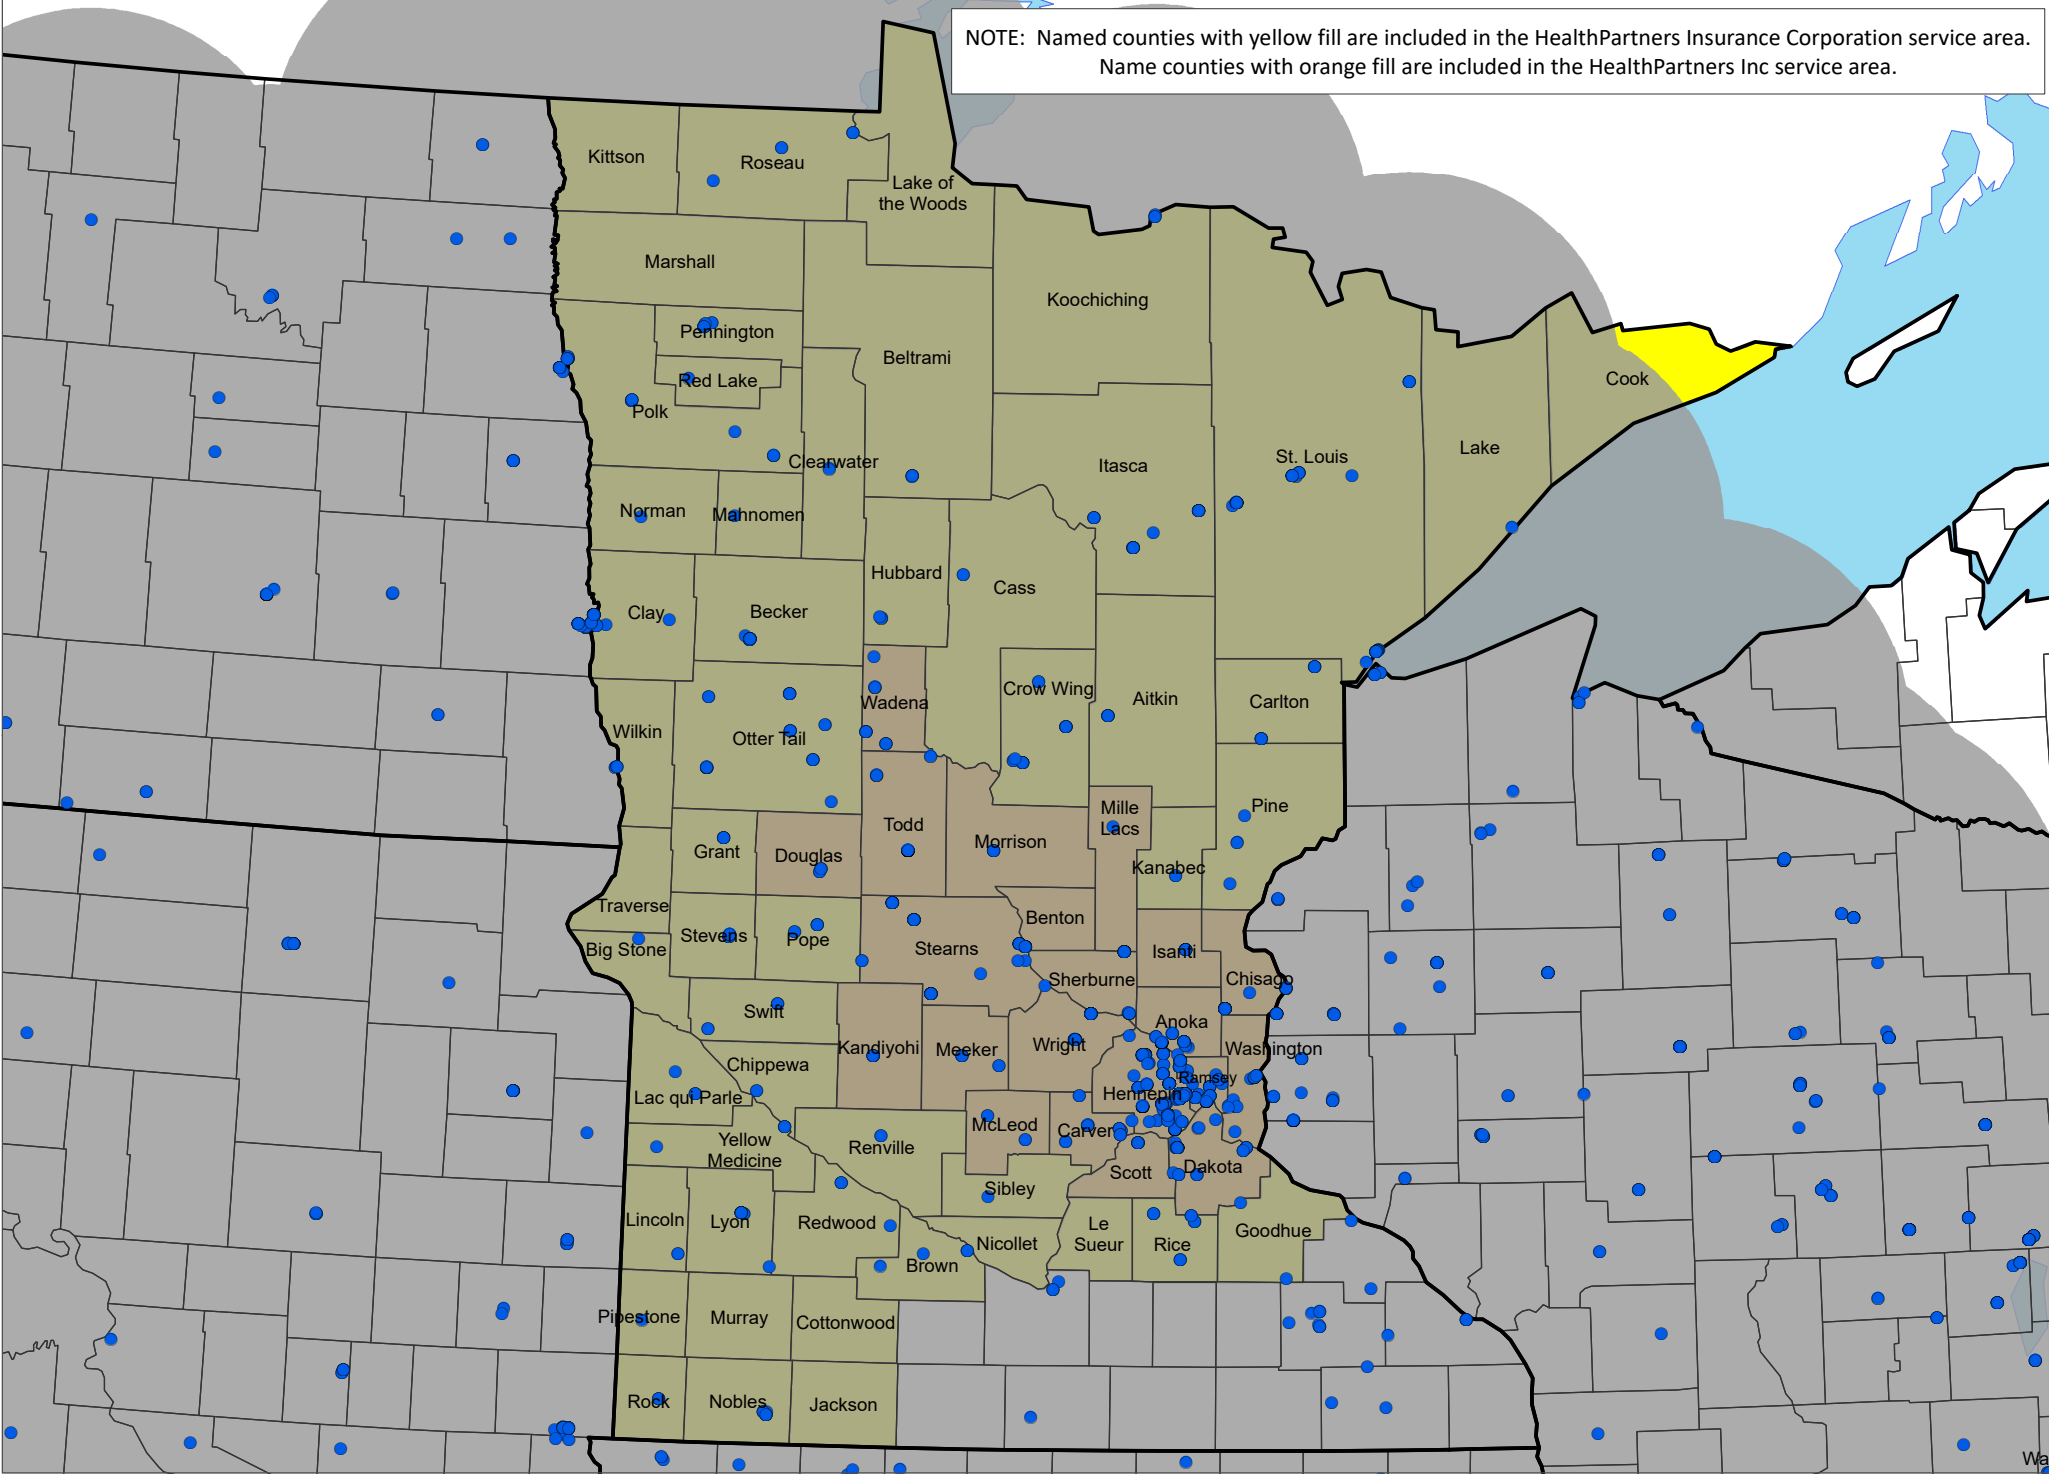 NOTE: Named counties with yellow fill are included in the HealthPartners Insurance Corporation service area.
Name counties with orange fill are included in the HealthPartners Inc service area.
Kittson
Roseau
Lake of
the Woods
Marshall
Koochiching
Pennington
Beltrami
Red Lake
Cook
Polk
Clearwater
Itasca
St. Louis
Lake
Norman
Mahnomen
Hubbard
Cass
Clay
Becker
Crow Wing
Aitkin
Carlton
Wadena
Wilkin
Otter Tail
Mille
Lacs
Pine
Todd
Morrison
Grant
Douglas
Kanabec
Traverse
Benton
Stevens
Pope
Big Stone
Stearns
Isanti
Sherburne
Chisago
Swift
Anoka
Kandiyohi
Meeker
Wright
Washington
Chippewa
Ramsey
Lac qui Parle
Hennepin
McLeod
Carver
Yellow
Medicine
Renville
Scott
Dakota
Sibley
Lincoln
Lyon
Redwood
Le
Sueur
Rice
Goodhue
Nicollet
Brown
Pipestone
Murray
Cottonwood
Rock
Nobles
Jackson
Wa